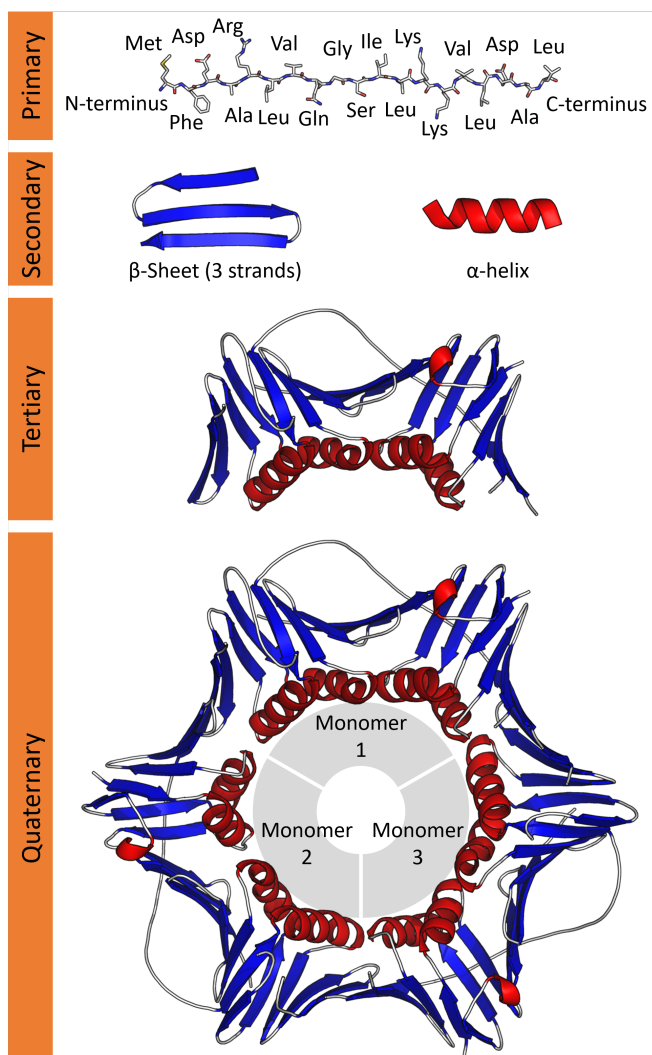 Primary
Met Asp Arg Val Gly Ile Lys Val Asp Leu
N-terminus C-terminus
Phe Ala Leu Gln Ser Leu Lys Leu Ala
Secondary
β-Sheet (3 strands)
α-helix
Tertiary
Quaternary
Monomer
1
Monomer
2
Monomer
3